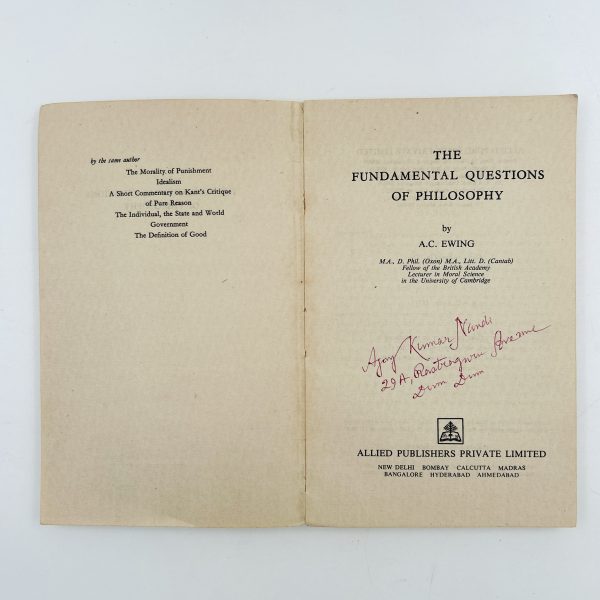 by the same author
The Morality of Punishment
Idealism
A Short Commentary on Kant's Critique
of Pure Reason
The Individual, the State and World
Government
The Definition of Good
THE
FUNDAMENTAL QUESTIONS
OF PHILOSOPHY
by
A.C. EWING
M.A., D. Phil. (Oxon) M.A., Litt. D. (Cantab)
Fellow of the British Academy
Lecturer in Moral Science
in the University of Cambridge
Ajay Kumar Nandi
29A, Rastraguru Avenue
Dum Dum
ALLIED PUBLISHERS PRIVATE LIMITED
NEW DELHI BOMBAY CALCUTTA MADRAS
BANGALORE HYDERABAD AHMEDABAD